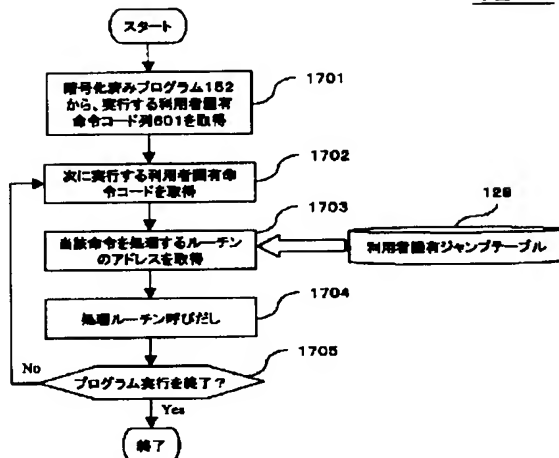 スタート
暗号化済みプログラム152
から、実行する利用者固有
命令コード列601を取得
1701
次に実行する利用者固有命
令コードを取得
1702
当該命令を処理するルーチン
のアドレスを取得
1703
129
利用者固有ジャンプテーブル
処理ルーチン呼びだし
1704
プログラム実行を終了?
1705
No
Yes
終了